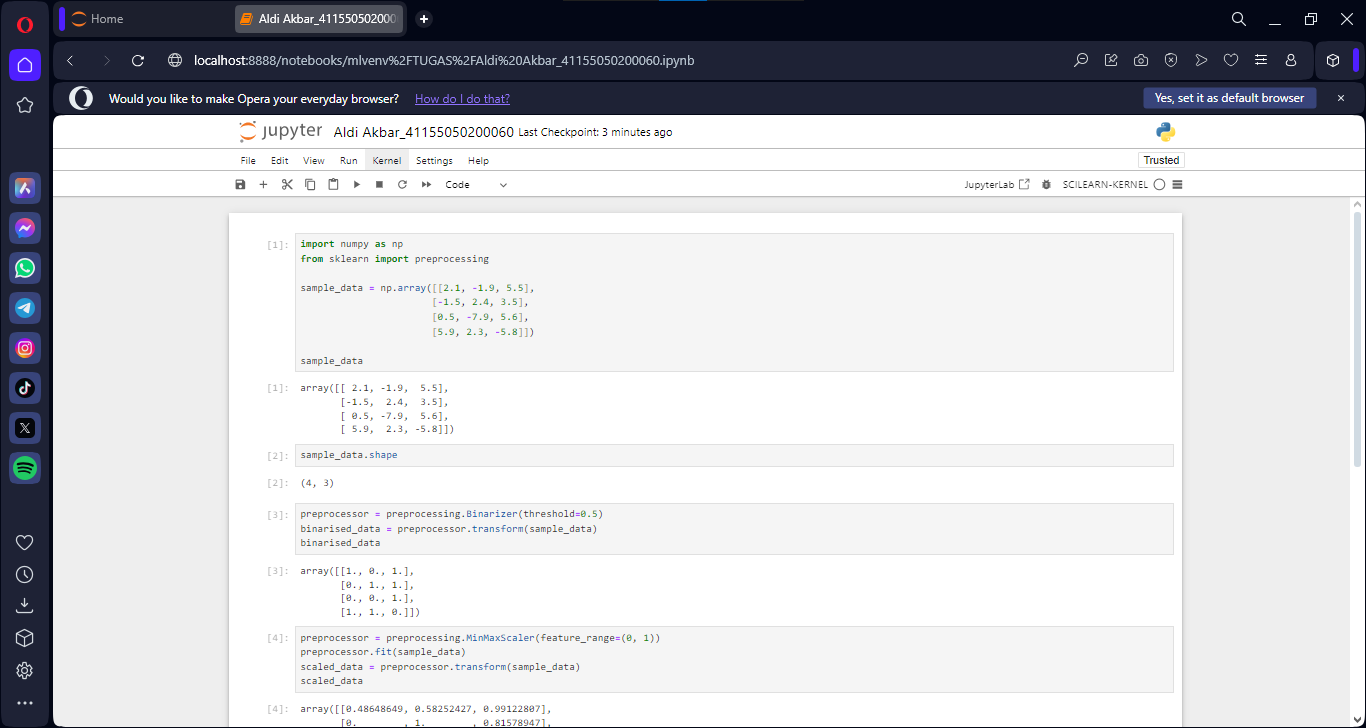 Home
Aldi Akbar_411550502000
localhost:8888/notebooks/mlvenv%2FTUGAS%2FAldi%20Akbar_41155050200060.ipynb
Would you like to make Opera your everyday browser? How do I do that?
Yes, set it as default browser
jupyter Aldi Akbar_41155050200060 Last Checkpoint: 3 minutes ago
File Edit View Run Kernel Settings Help
Trusted
Code
JupyterLab
SCILEARN-KERNEL
[1]: import numpy as np
from sklearn import preprocessing
sample_data = np.array([[2.1, -1.9, 5.5],
[-1.5, 2.4, 3.5],
[0.5, -7.9, 5.6],
[5.9, 2.3, -5.8]])
sample_data
[1]: array([[ 2.1, -1.9,  5.5],
[-1.5,  2.4,  3.5],
[ 0.5, -7.9,  5.6],
[ 5.9,  2.3, -5.8]])
[2]: sample_data.shape
[2]: (4, 3)
[3]: preprocessor = preprocessing.Binarizer(threshold=0.5)
binarised_data = preprocessor.transform(sample_data)
binarised_data
[3]: array([[1., 0., 1.],
[0., 1., 1.],
[0., 0., 1.],
[1., 1., 0.]])
[4]: preprocessor = preprocessing.MinMaxScaler(feature_range=(0, 1))
preprocessor.fit(sample_data)
scaled_data = preprocessor.transform(sample_data)
scaled_data
[4]: array([[0.48648649, 0.58252427, 0.99122807],
[0.        , 1.        , 0.81578947],